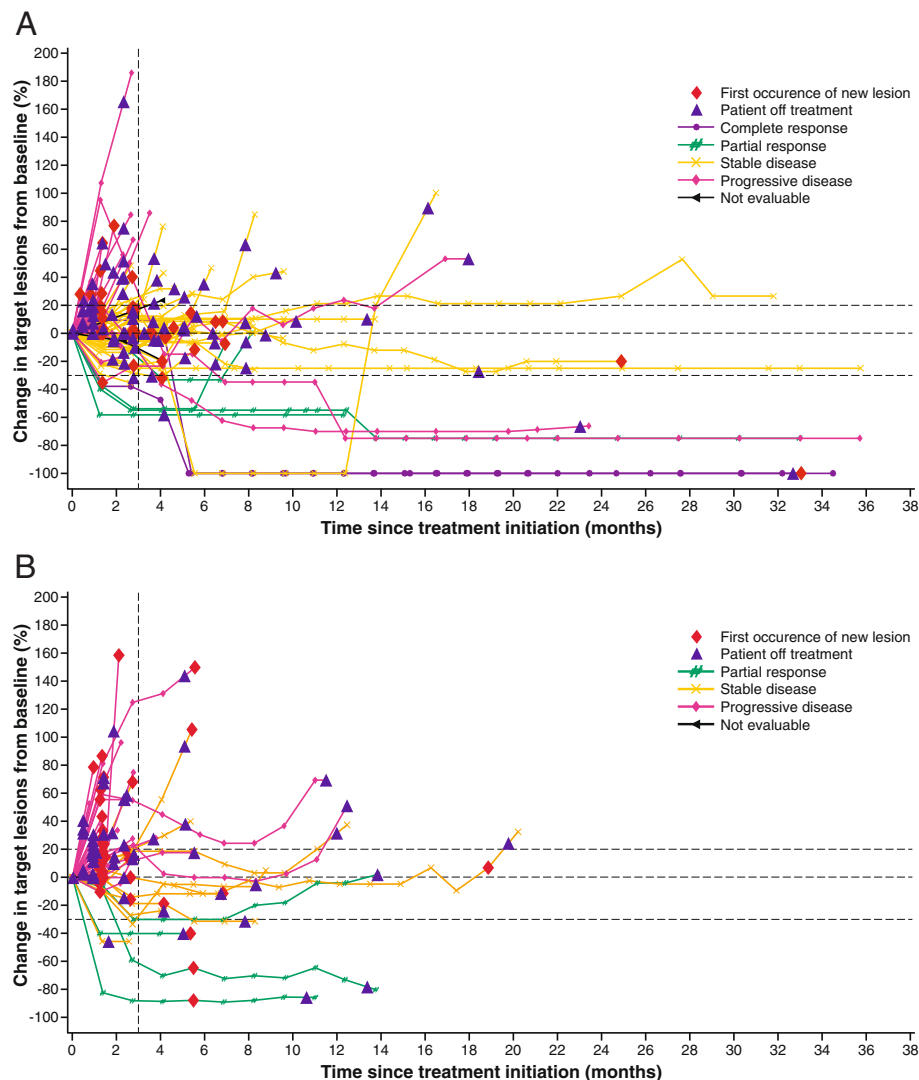 A
Change in target lesions from baseline (%)
200
180
160
140
120
100
80
60
40
20
0
-20
-40
-60
-80
-100
First occurence of new lesion
Patient off treatment
Complete response
Partial response
Stable disease
Progressive disease
Not evaluable
0 2 4 6 8 10 12 14 16 18 20 22 24 26 28 30 32 34 36 38
Time since treatment initiation (months)
B
Change in target lesions from baseline (%)
200
180
160
140
120
100
80
60
40
20
0
-20
-40
-60
-80
-100
First occurence of new lesion
Patient off treatment
Partial response
Stable disease
Progressive disease
Not evaluable
0 2 4 6 8 10 12 14 16 18 20 22 24 26 28 30 32 34 36 38
Time since treatment initiation (months)